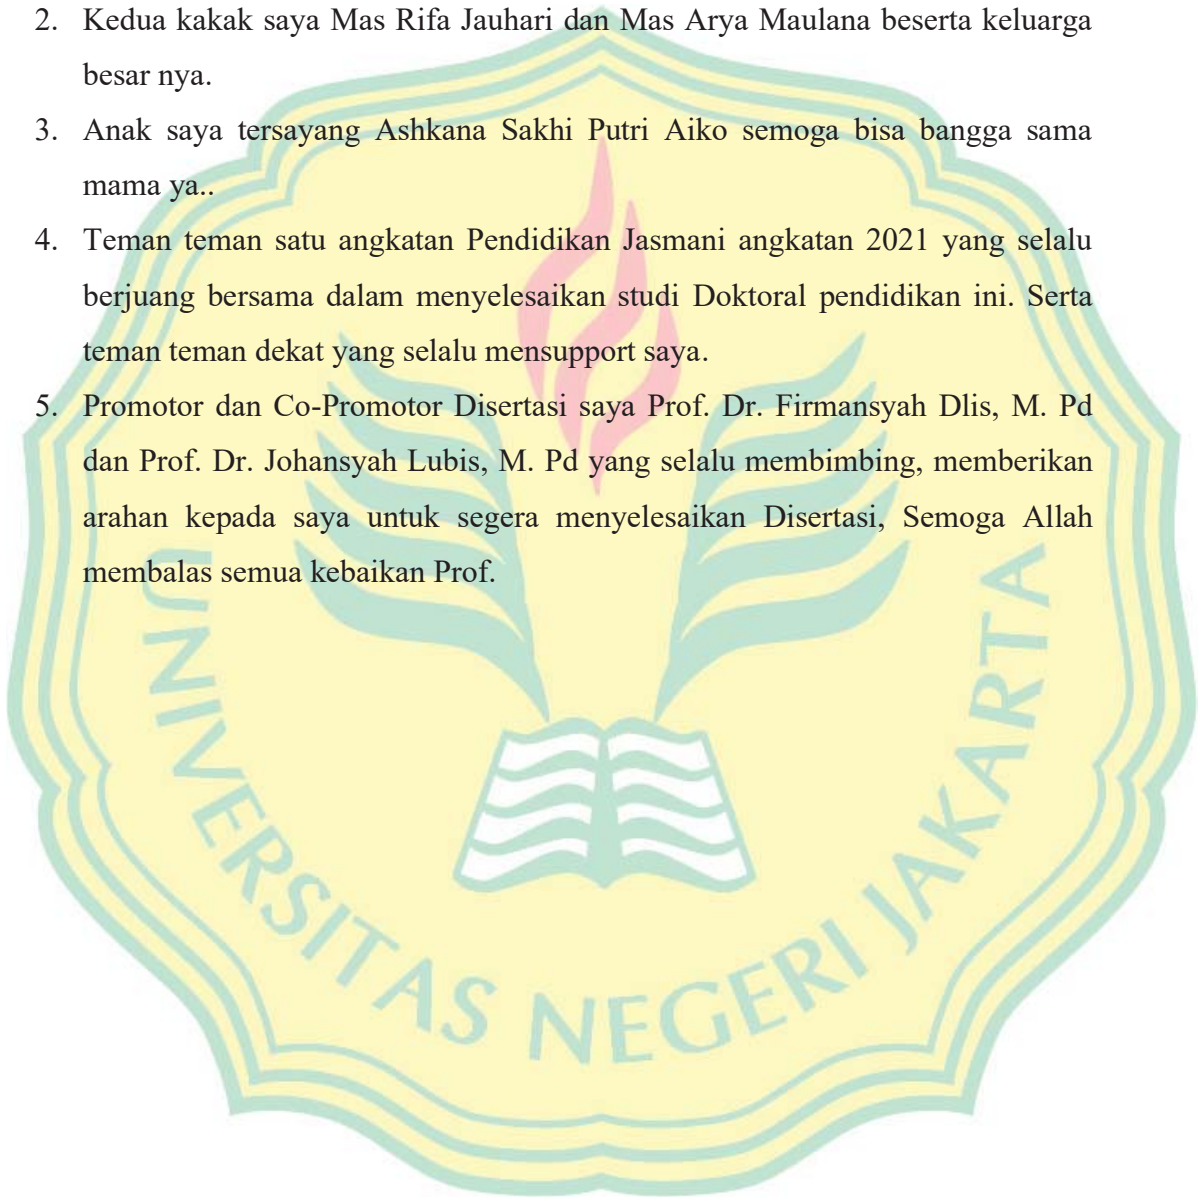 2. Kedua kakak saya Mas Rifa Jauhari dan Mas Arya Maulana beserta keluarga
besar nya.
3. Anak saya tersayang Ashkana Sakhi Putri Aiko semoga bisa bangga sama
mama ya..
4. Teman teman satu angkatan Pendidikan Jasmani angkatan 2021 yang selalu
berjuang bersama dalam menyelesaikan studi Doktoral pendidikan ini. Serta
teman teman dekat yang selalu mensupport saya.
5. Promotor dan Co-Promotor Disertasi saya Prof. Dr. Firmansyah Dlis, M. Pd
dan Prof. Dr. Johansyah Lubis, M. Pd yang selalu membimbing, memberikan
arahan kepada saya untuk segera menyelesaikan Disertasi, Semoga Allah
membalas semua kebaikan Prof.
UNIVERSITAS NEGERI JAKARTA